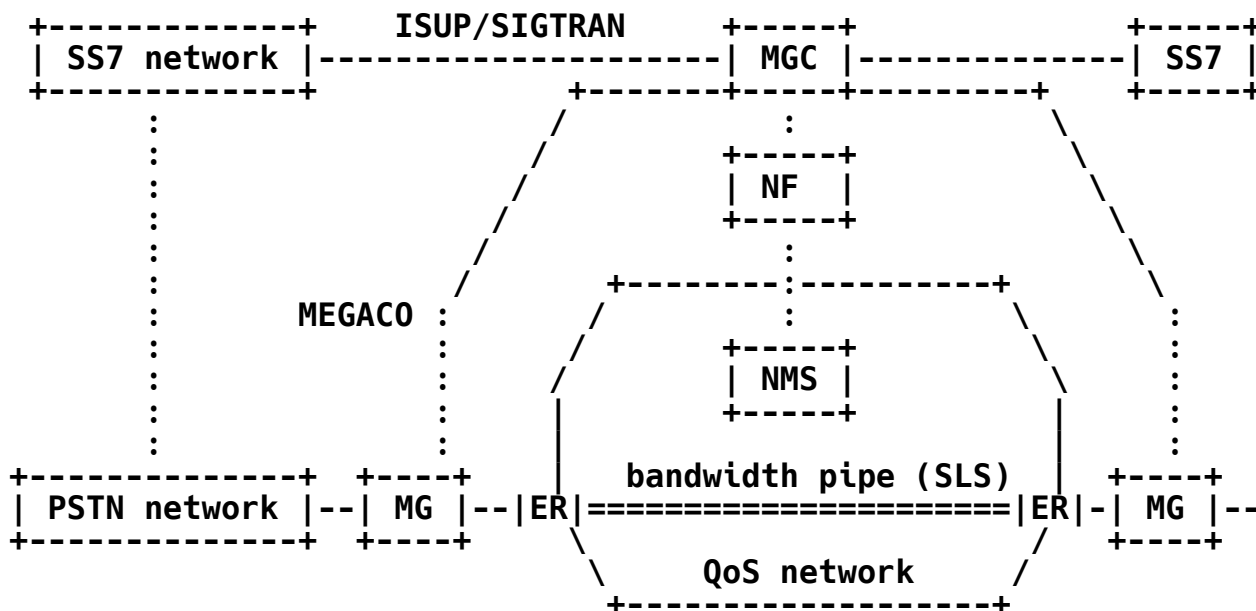 ISUP/SIGTRAN
SS7 network MGC SS7
NF
MEGACO
NMS
bandwidth pipe (SLS)
PSTN network MG ER ER MG
QoS network